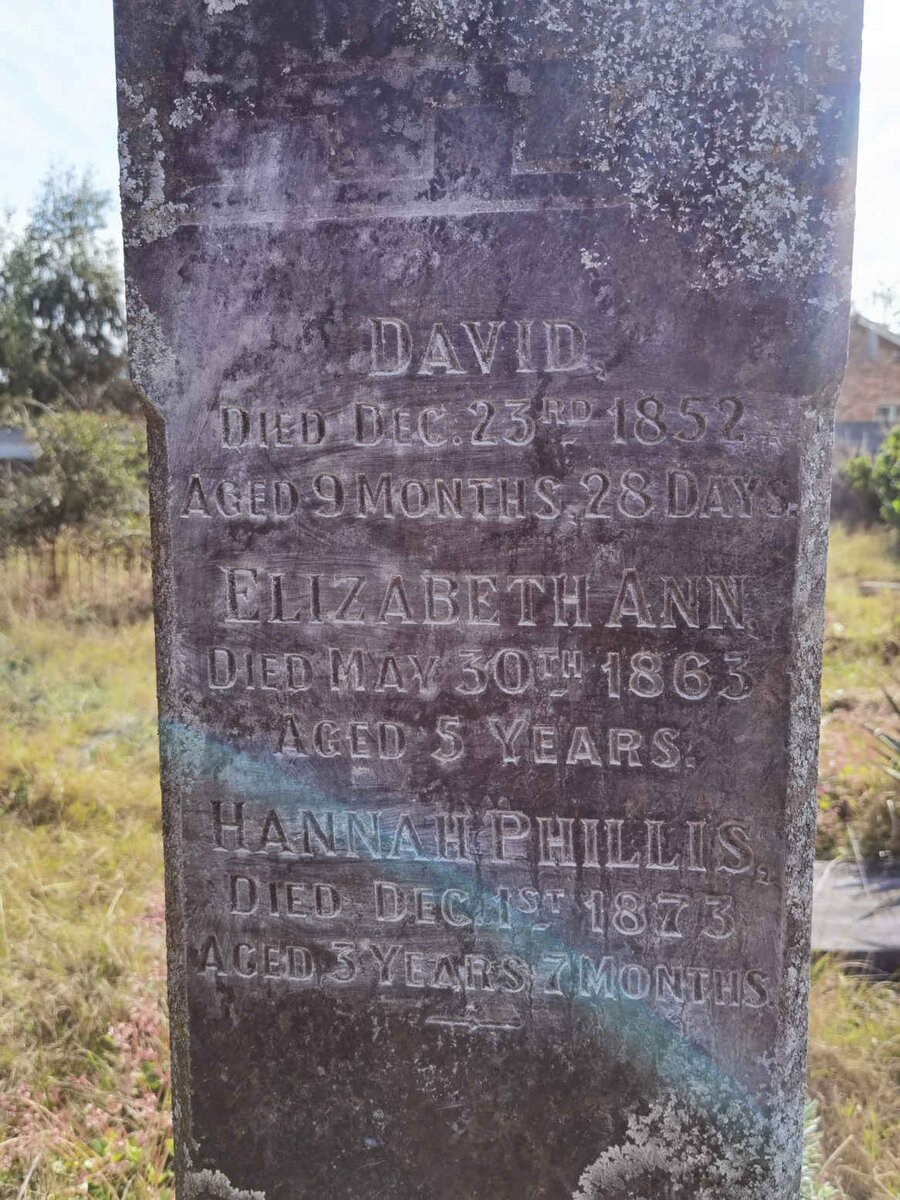 DAVID,
DIED DEC. 23RD 1852.
AGED 9 MONTHS, 28 DAYS.
ELIZABETH ANN
DIED MAY 30TH 1863
AGED 5 YEARS.
HANNAH PHILLIS,
DIED DEC. 1ST 1873
AGED 3 YEARS 7 MONTHS.